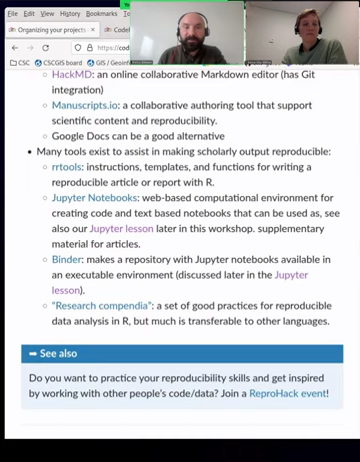 File Edit View History Bookmarks
Organizing your projects
CSC CSCGIS board GIS / Geoinf
HackMD: an online collaborative Markdown editor (has Git
integration)
Manuscripts.io: a collaborative authoring tool that support
scientific content and reproducibility.
Google Docs can be a good alternative
Many tools exist to assist in making scholarly output reproducible:
rrtools: instructions, templates, and functions for writing a
reproducible article or report with R.
Jupyter Notebooks: web-based computational environment for
creating code and text based notebooks that can be used as, see
also our Jupyter lesson later in this workshop. supplementary
material for articles.
Binder: makes a repository with Jupyter notebooks available in
an executable environment (discussed later in the Jupyter
lesson).
"Research compendia": a set of good practices for reproducible
data analysis in R, but much is transferable to other languages.
See also
Do you want to practice your reproducibility skills and get inspired
by working with other people's code/data? Join a ReproHack event!